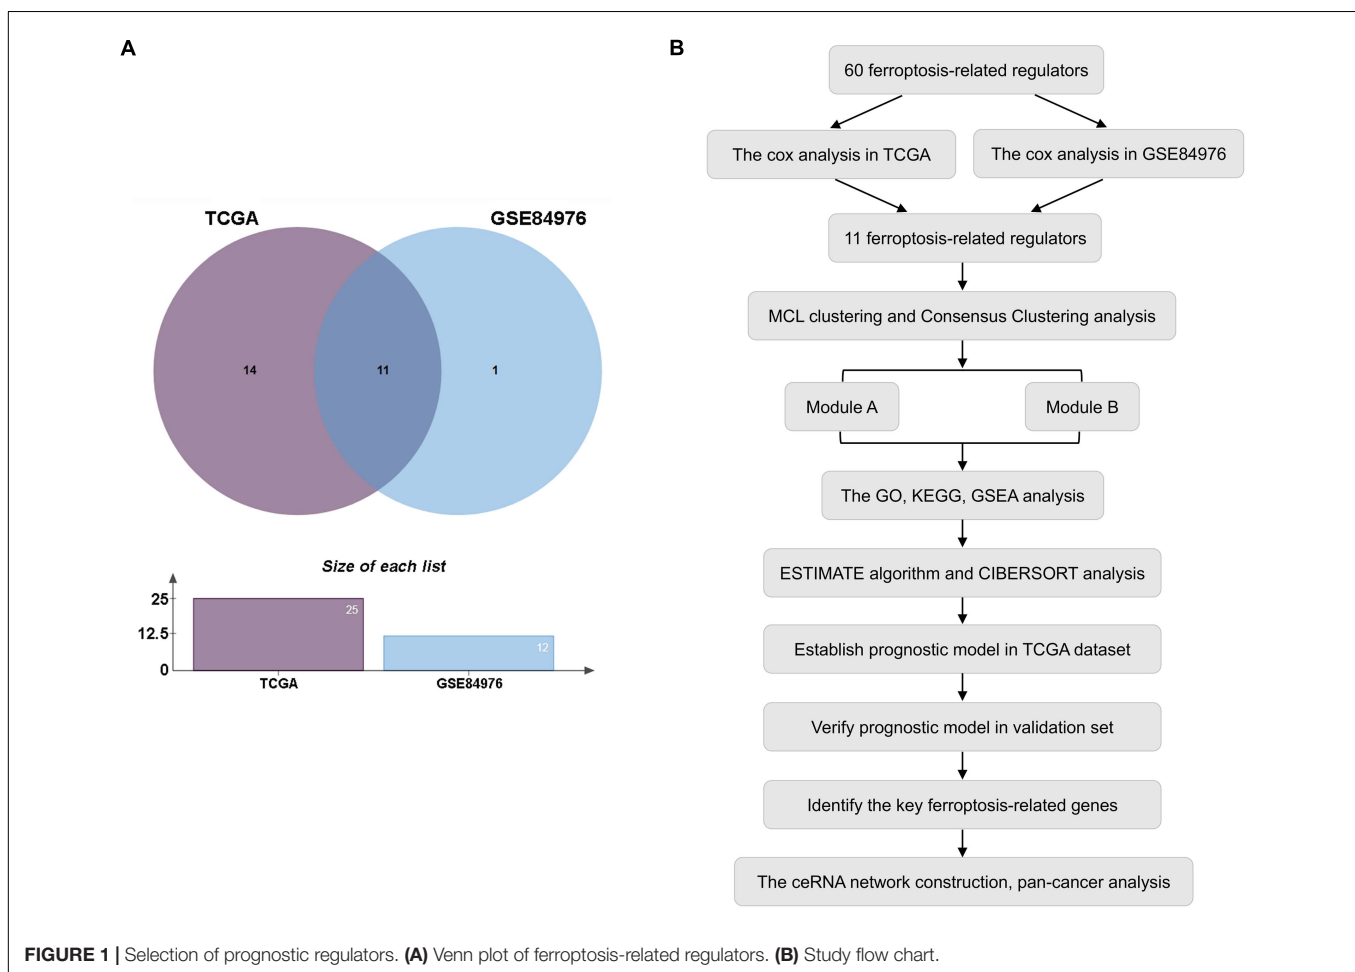 A
TCGA
GSE84976
14
11
1
Size of each list
25
12.5
0
25
12
TCGA
GSE84976
B
60 ferroptosis-related regulators
The cox analysis in TCGA
The cox analysis in GSE84976
11 ferroptosis-related regulators
MCL clustering and Consensus Clustering analysis
Module A
Module B
The GO, KEGG, GSEA analysis
ESTIMATE algorithm and CIBERSORT analysis
Establish prognostic model in TCGA dataset
Verify prognostic model in validation set
Identify the key ferroptosis-related genes
The ceRNA network construction, pan-cancer analysis
FIGURE 1 | Selection of prognostic regulators. (A) Venn plot of ferroptosis-related regulators. (B) Study flow chart.